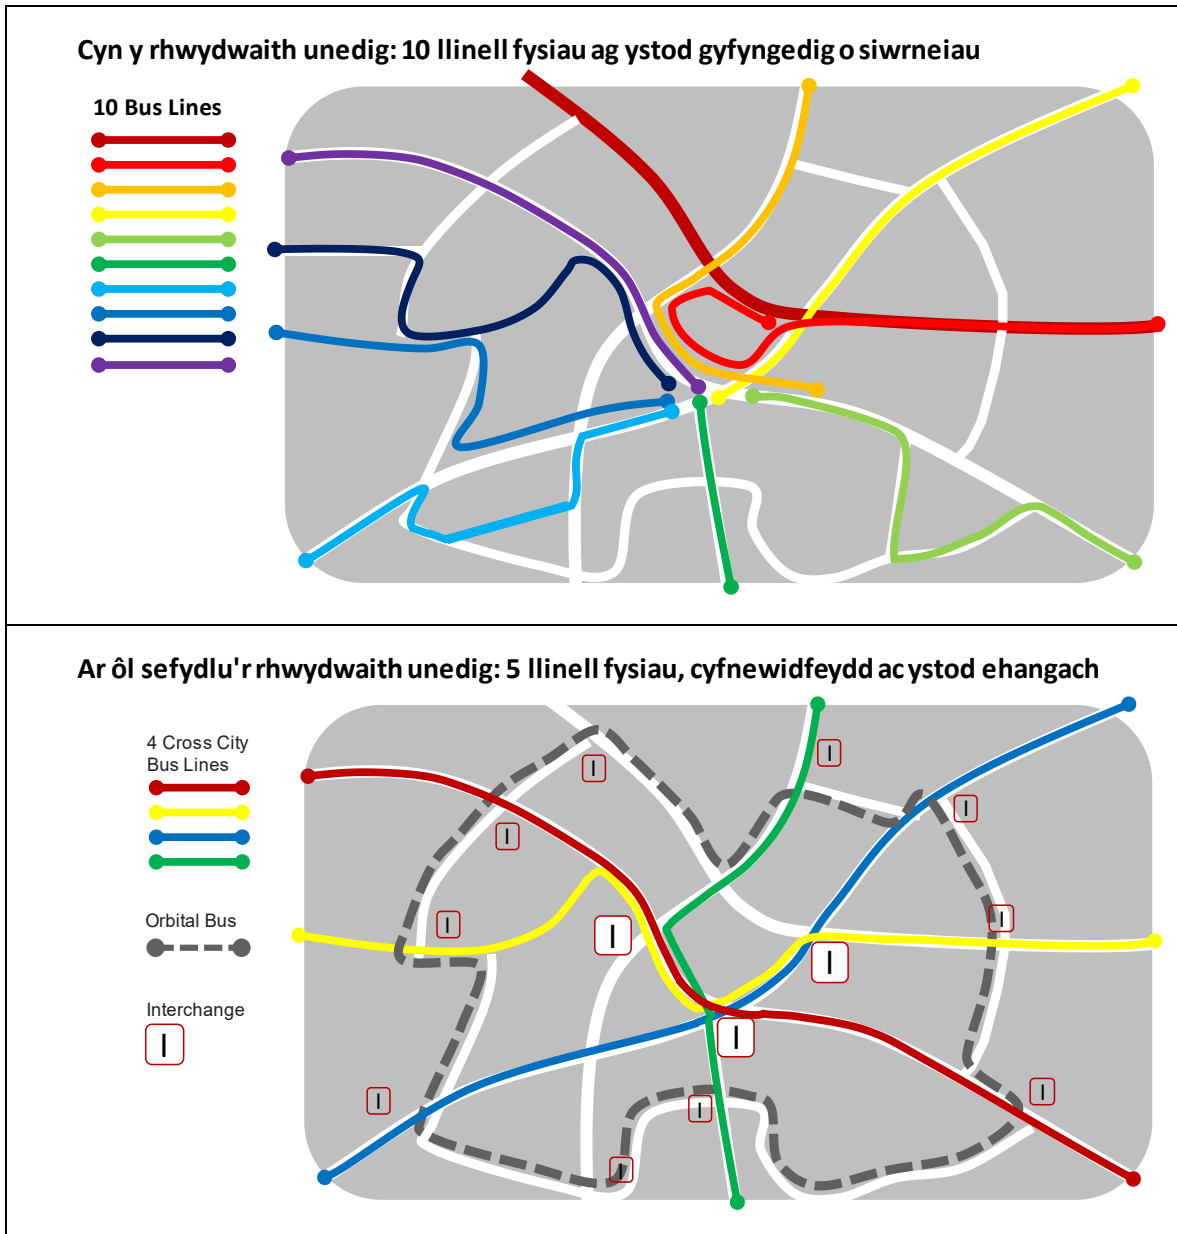 Cyn y rhwydwaith unedig: 10 llinell fysiau ag ystod gyfyngedig o siwrneiau
10 Bus Lines
Ar ôl sefydlu'r rhwydwaith unedig: 5 llinell fysiau, cyfnewidfeydd ac ystod ehangach
4 Cross City
Bus Lines
Orbital Bus
Interchange
I
I
I
I
I
I
I
I
I
I
I
I
I
I